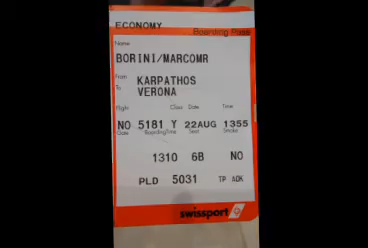 ECONOMY
Boarding Pass
Name
BORINI/MARCOMR
From KARPATHOS
To VERONA
Flight Class Date Time
NO 5181 Y 22AUG 1355
Gate Boarding Time Seat Smoke
1310 6B NO
PLD 5031 TP ADK
swissport